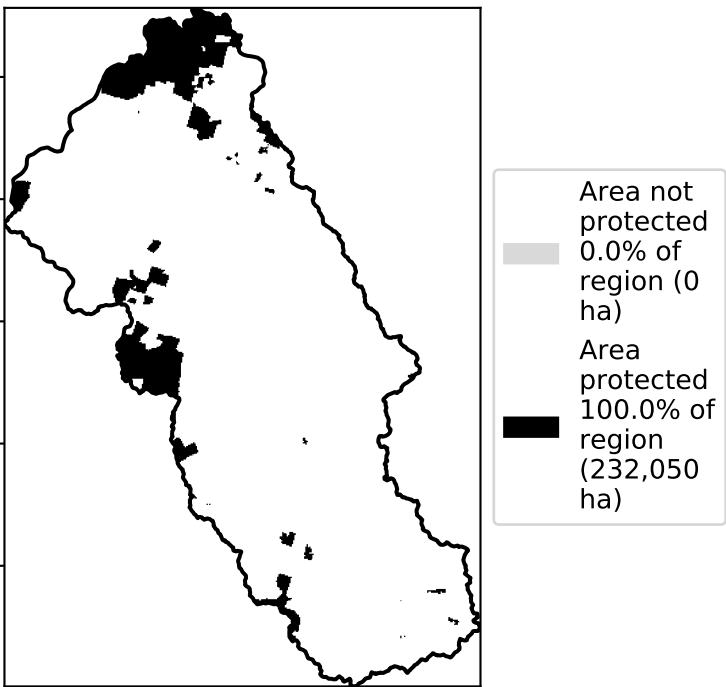 Area not
protected
0.0% of
region (0
ha)
Area
protected
100.0% of
region
(232,050
ha)